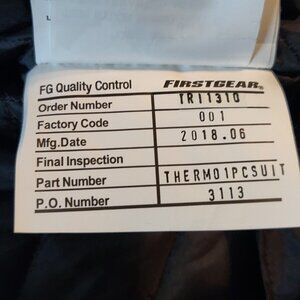 L
FG Quality Control FIRSTGEAR®
Order Number TRI1310
Factory Code 001
Mfg.Date 2018.06
Final Inspection
Part Number THERMO1PCSUIT
P.O. Number 3113